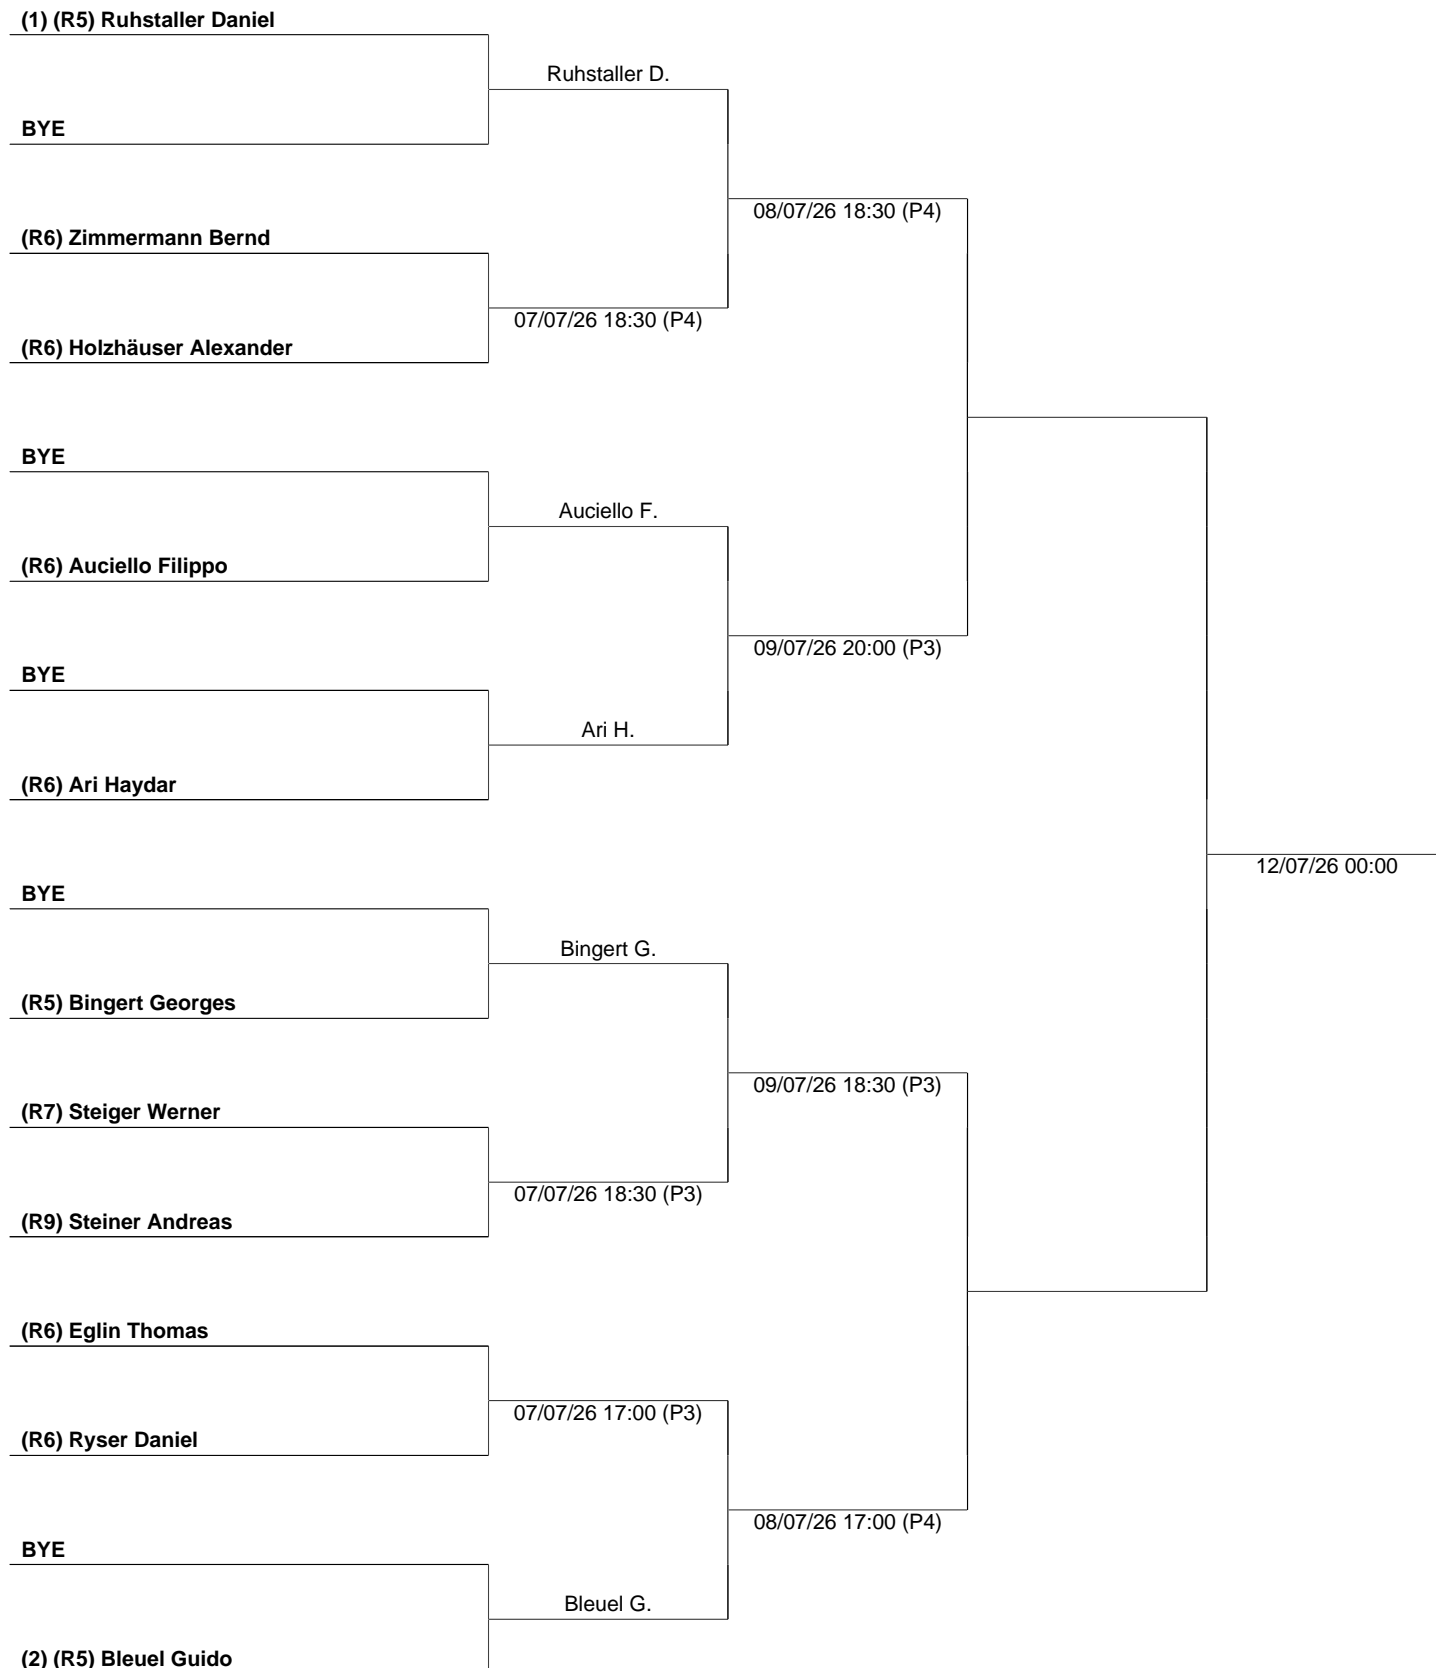 (1) (R5) Ruhstaller Daniel
Ruhstaller D.
BYE
08/07/26 18:30 (P4)
(R6) Zimmermann Bernd
07/07/26 18:30 (P4)
(R6) Holzhäuser Alexander
BYE
Auciello F.
(R6) Auciello Filippo
09/07/26 20:00 (P3)
BYE
Ari H.
(R6) Ari Haydar
12/07/26 00:00
BYE
Bingert G.
(R5) Bingert Georges
09/07/26 18:30 (P3)
(R7) Steiger Werner
07/07/26 18:30 (P3)
(R9) Steiner Andreas
(R6) Eglin Thomas
07/07/26 17:00 (P3)
(R6) Ryser Daniel
08/07/26 17:00 (P4)
BYE
Bleuel G.
(2) (R5) Bleuel Guido